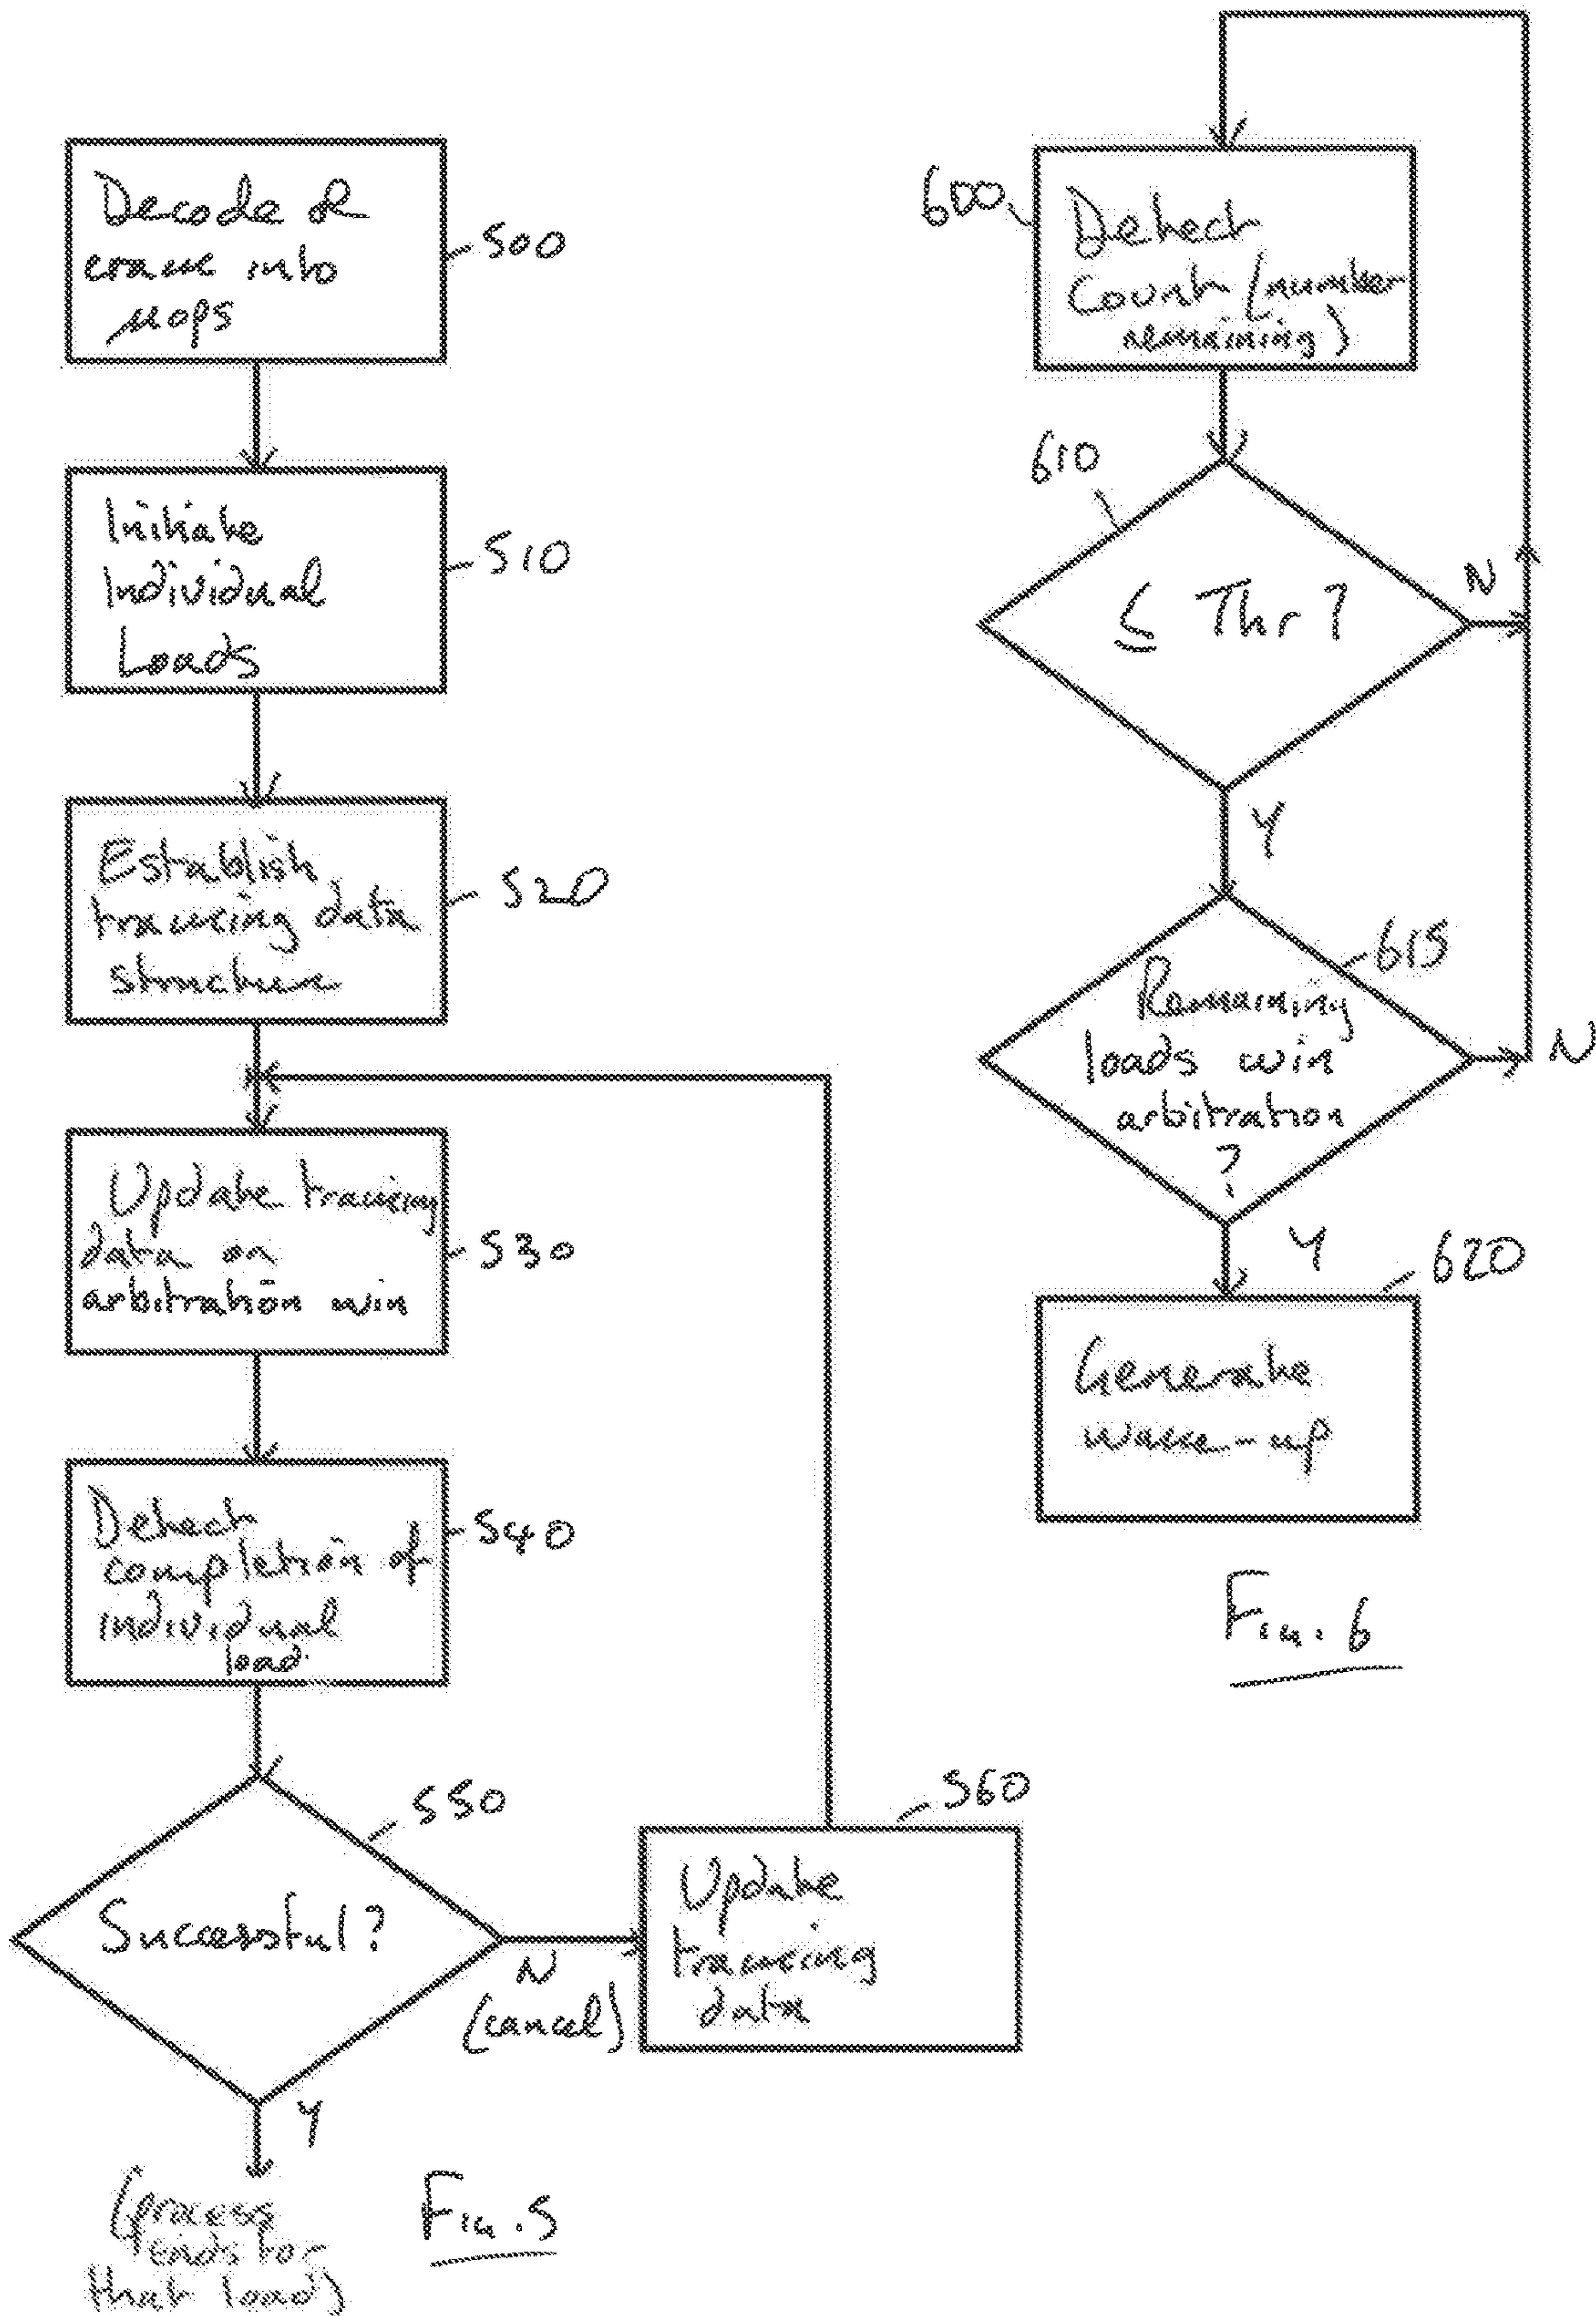 Decode &
crack into
μops
500
Initiate
Individual
Loads
510
Establish
tracking data
structure
520
Update tracking
data on
arbitration win
530
Detect
completion of
individual
load
540
Successful?
550
N
(cancel)
Y
Update
tracking
data
560
(process
ends for
that load)
Fig. 5
600
Detect
Count (number
remaining)
610
≤ Thr?
N
Y
615
Remaining
loads win
arbitration
?
N
Y
620
Generate
wake-up
Fig. 6